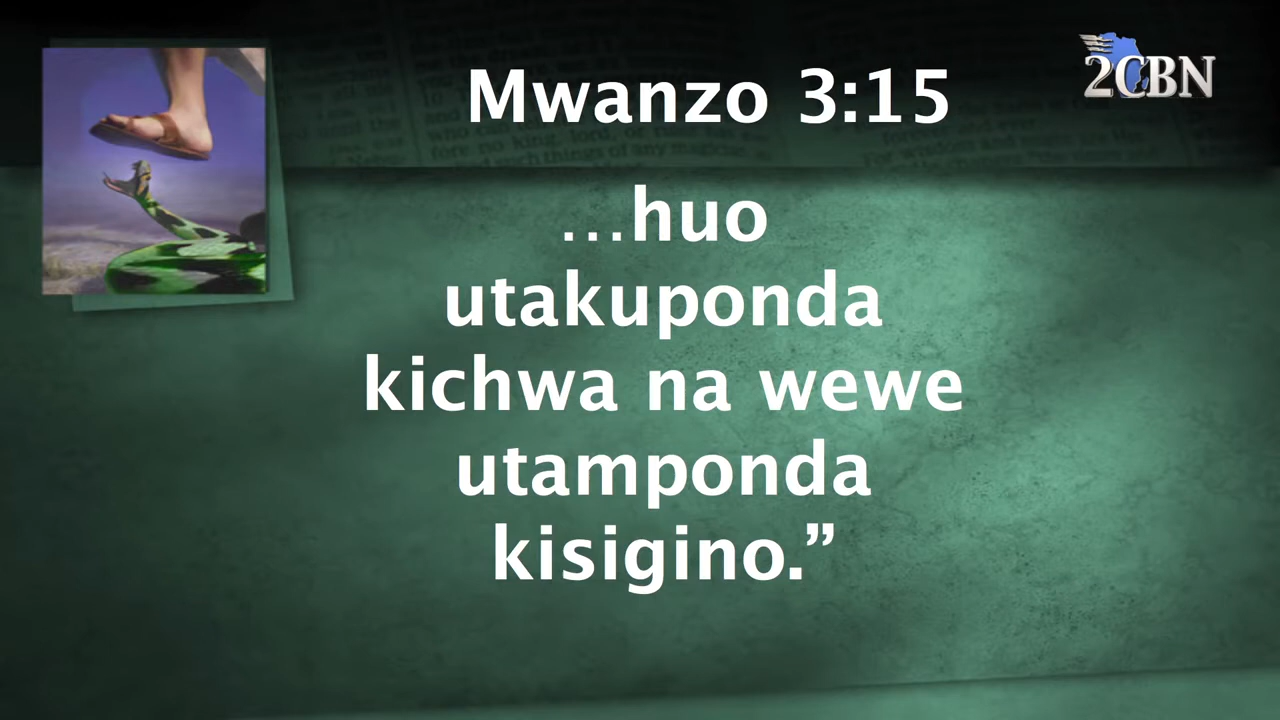 Mwanzo 3:15
2CBN
…huo
utakuponda
kichwa na wewe
utamponda
kisigino.”